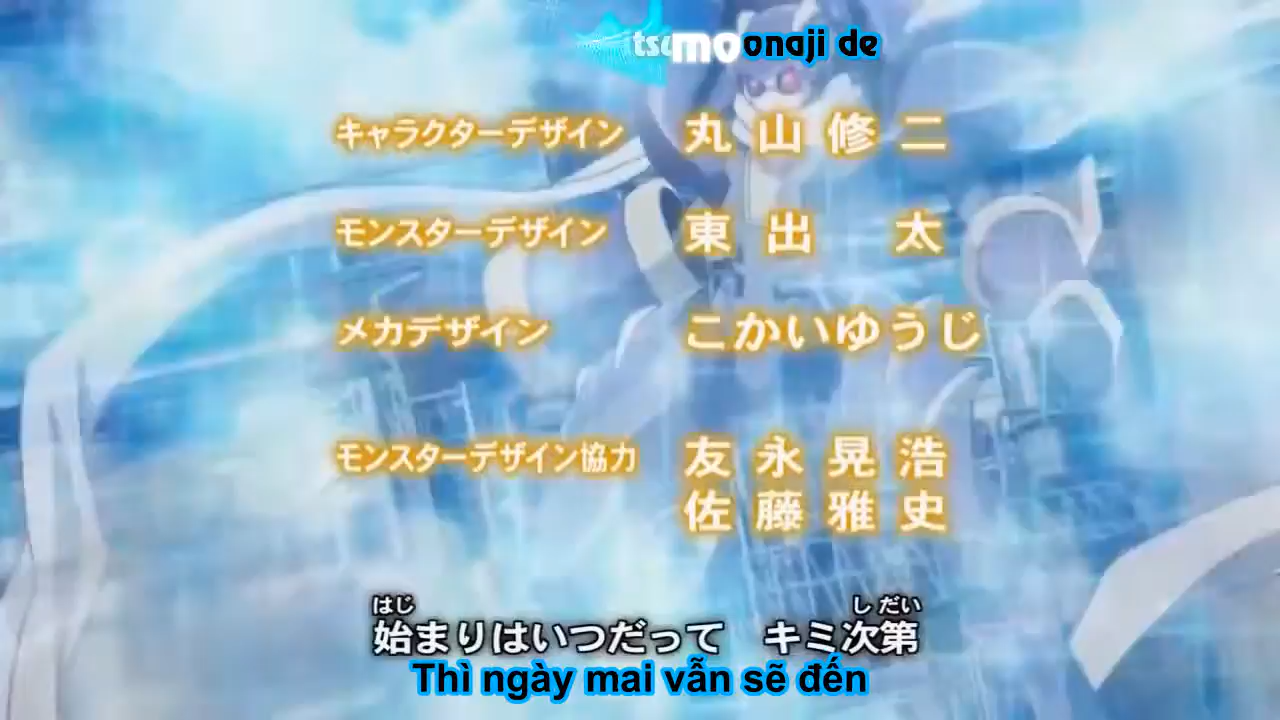 tsumoonaji de
キャラクターデザイン 丸山修二
モンスターデザイン 東出 太
メカデザイン こかいゆうじ
モンスターデザイン協力 友永晃浩
佐藤雅史
はじ しだい
始まりはいつだって キミ次第
Thì ngày mai vẫn sẽ đến